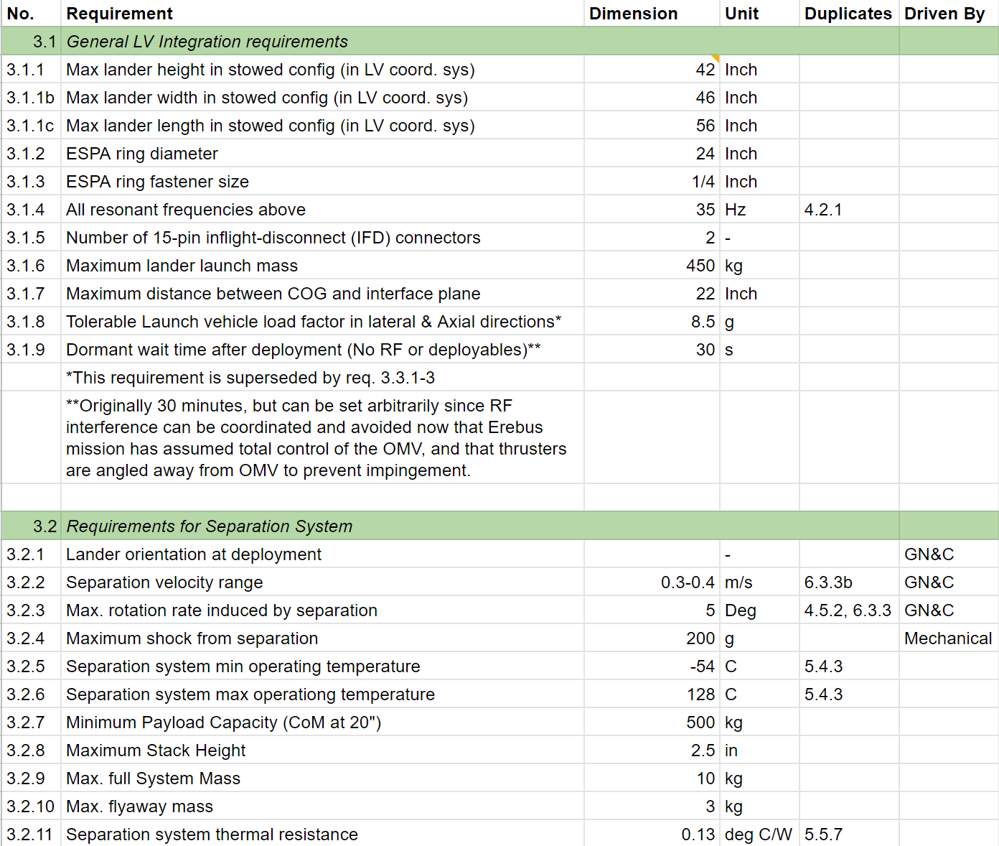 No. Requirement Dimension Unit Duplicates Driven By
3.1 General LV Integration requirements
3.1.1 Max lander height in stowed config (in LV coord. sys) 42 Inch
3.1.1b Max lander width in stowed config (in LV coord. sys) 46 Inch
3.1.1c Max lander length in stowed config (in LV coord. sys) 56 Inch
3.1.2 ESPA ring diameter 24 Inch
3.1.3 ESPA ring fastener size 1/4 Inch
3.1.4 All resonant frequencies above 35 Hz 4.2.1
3.1.5 Number of 15-pin inflight-disconnect (IFD) connectors 2 -
3.1.6 Maximum lander launch mass 450 kg
3.1.7 Maximum distance between COG and interface plane 22 Inch
3.1.8 Tolerable Launch vehicle load factor in lateral & Axial directions* 8.5 g
3.1.9 Dormant wait time after deployment (No RF or deployables)** 30 s
*This requirement is superseded by req. 3.3.1-3
**Originally 30 minutes, but can be set arbitrarily since RF
interference can be coordinated and avoided now that Erebus
mission has assumed total control of the OMV, and that thrusters
are angled away from OMV to prevent impingement.
3.2 Requirements for Separation System
3.2.1 Lander orientation at deployment - GN&C
3.2.2 Separation velocity range 0.3-0.4 m/s 6.3.3b GN&C
3.2.3 Max. rotation rate induced by separation 5 Deg 4.5.2, 6.3.3 GN&C
3.2.4 Maximum shock from separation 200 g Mechanical
3.2.5 Separation system min operating temperature -54 C 5.4.3
3.2.6 Separation system max operationg temperature 128 C 5.4.3
3.2.7 Minimum Payload Capacity (CoM at 20") 500 kg
3.2.8 Maximum Stack Height 2.5 in
3.2.9 Max. full System Mass 10 kg
3.2.10 Max. flyaway mass 3 kg
3.2.11 Separation system thermal resistance 0.13 deg C/W 5.5.7